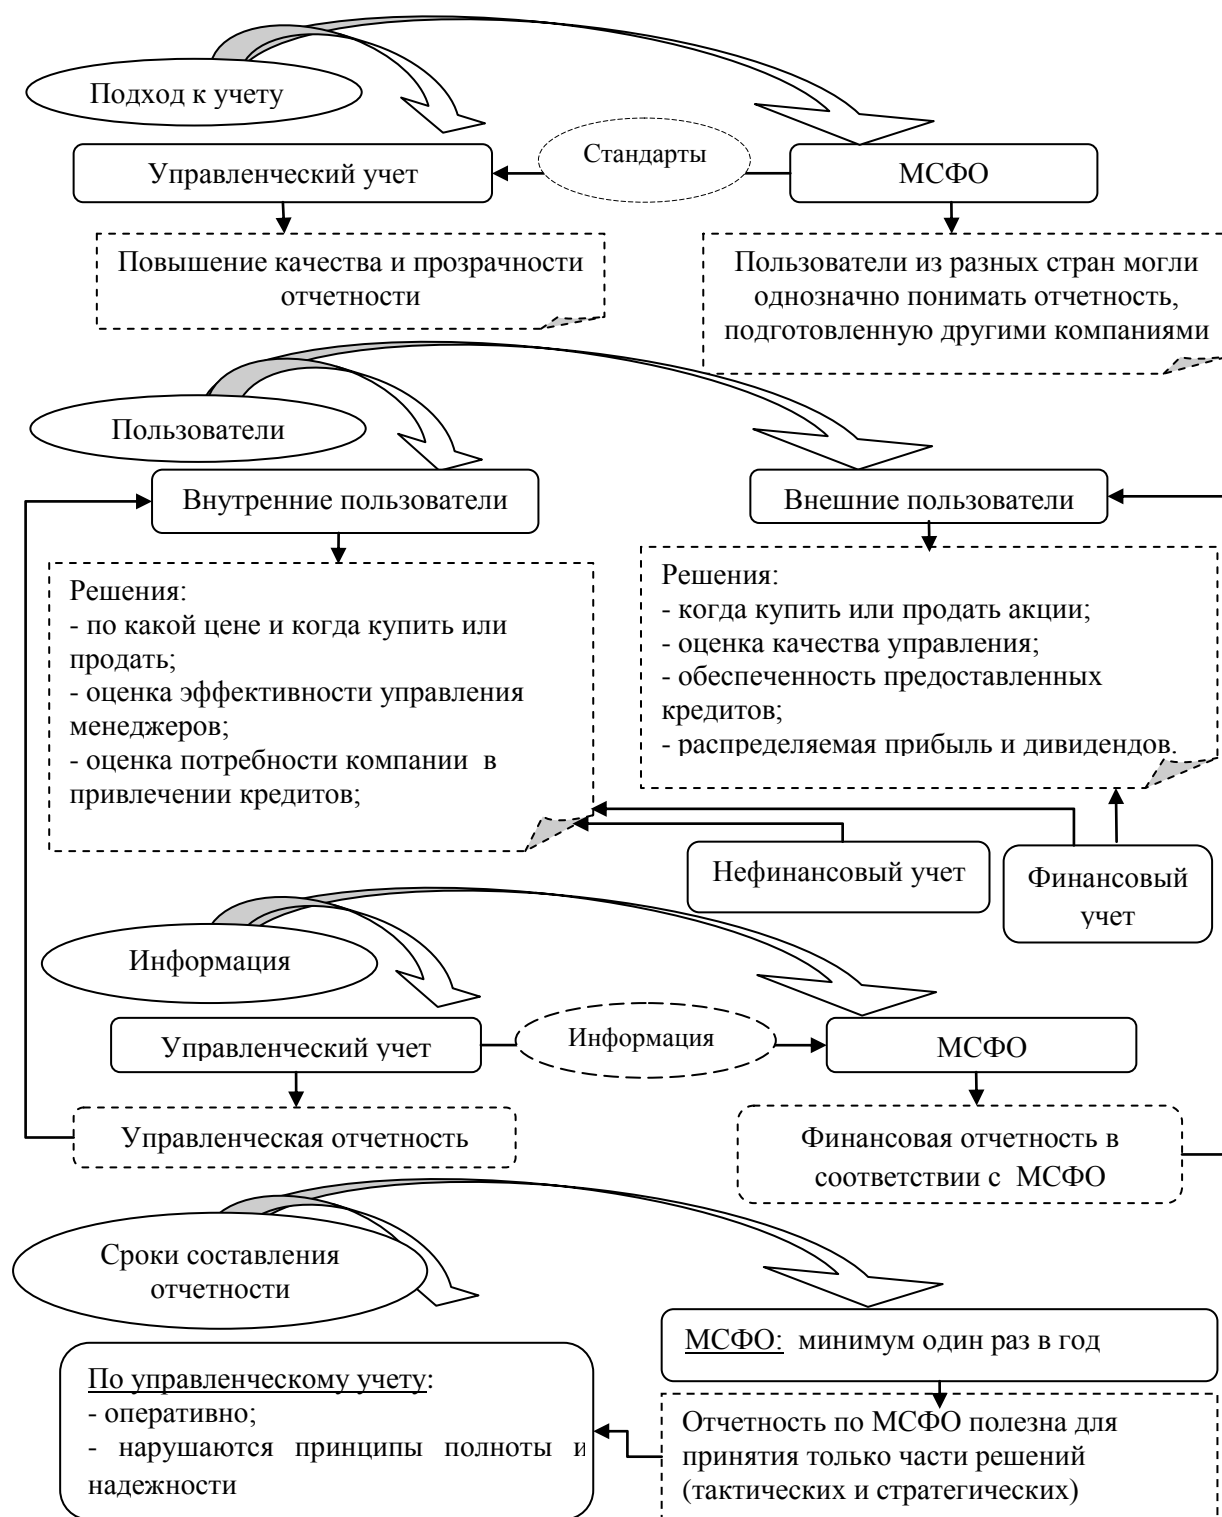 Подход к учету
Управленческий учет
Стандарты
МСФО
Повышение качества и прозрачности
отчетности
Пользователи из разных стран могли
однозначно понимать отчетность,
подготовленную другими компаниями
Пользователи
Внутренние пользователи
Внешние пользователи
Решения:
- по какой цене и когда купить или
продать;
- оценка эффективности управления
менеджеров;
- оценка потребности компании в
привлечении кредитов;
Решения:
- когда купить или продать акции;
- оценка качества управления;
- обеспеченность предоставленных
кредитов;
- распределяемая прибыль и дивидендов.
Нефинансовый учет
Финансовый
учет
Информация
Управленческий учет
Информация
МСФО
Управленческая отчетность
Финансовая отчетность в
соответствии с МСФО
Сроки составления
отчетности
МСФО: минимум один раз в год
По управленческому учету:
- оперативно;
- нарушаются принципы полноты и
надежности
Отчетность по МСФО полезна для
принятия только части решений
(тактических и стратегических)